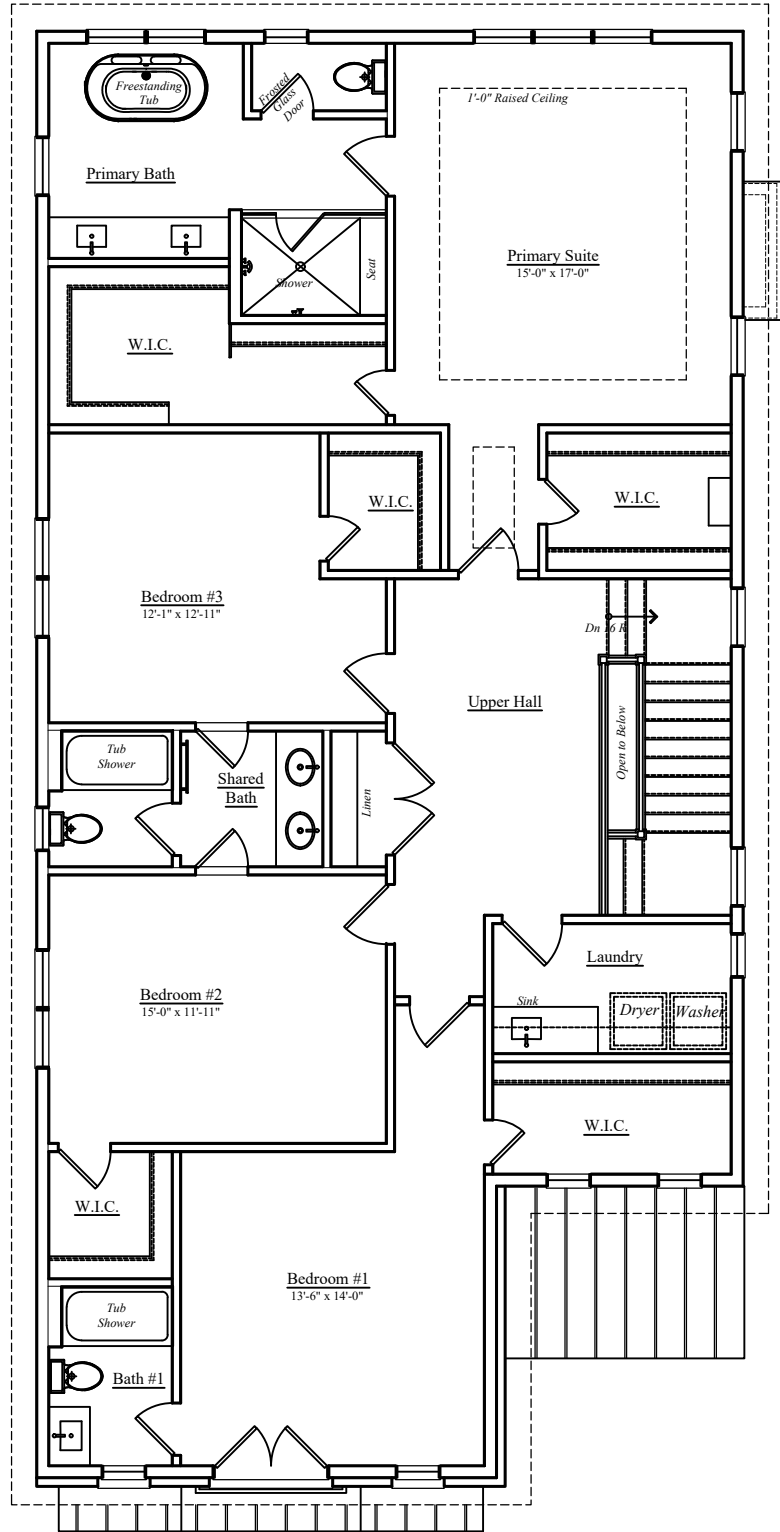 Freestanding
Tub
Frosted
Glass
Door
1'-0" Raised Ceiling
Primary Bath
Primary Suite
15'-0" x 17'-0"
Seat
Shower
W.I.C.
W.I.C.
W.I.C.
Bedroom #3
12'-1" x 12'-11"
Dn 16 R
Upper Hall
Open to Below
Tub
Shower
Shared
Bath
Linen
Laundry
Bedroom #2
15'-0" x 11'-11"
Sink
Dryer
Washer
W.I.C.
W.I.C.
Bedroom #1
13'-6" x 14'-0"
Tub
Shower
Bath #1